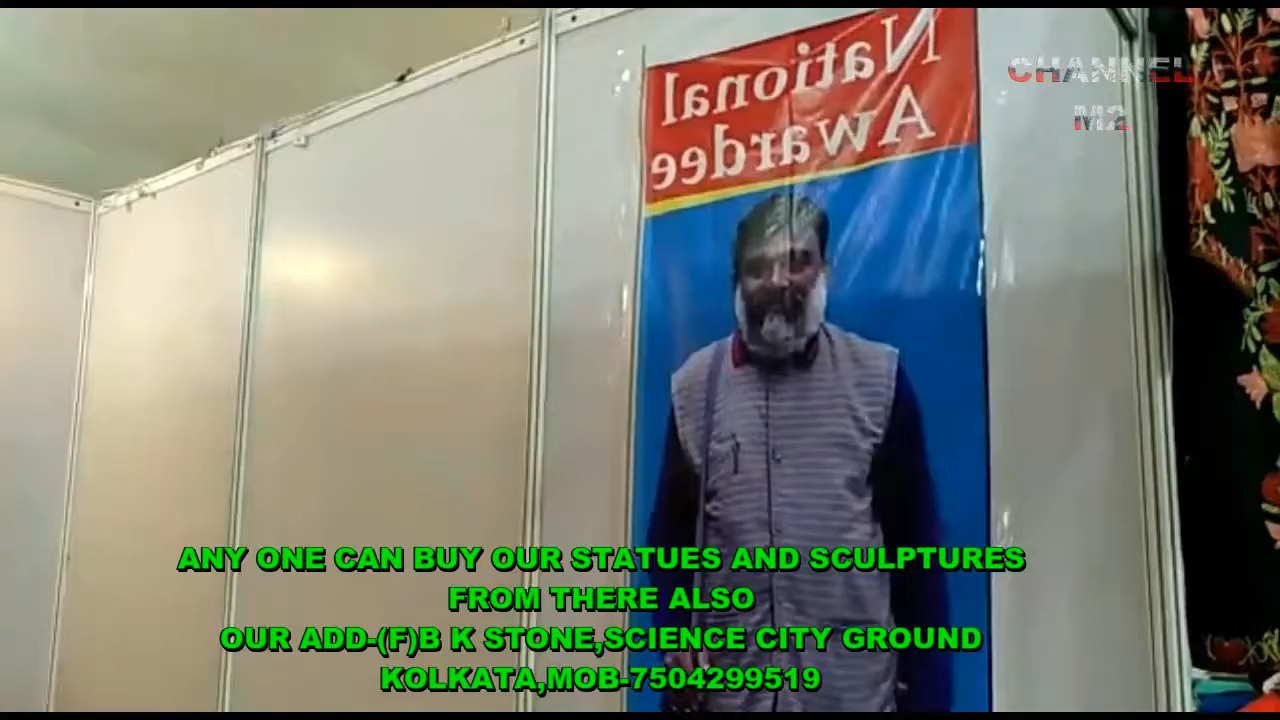 National
Awardee
CHANNEL
M2
ANY ONE CAN BUY OUR STATUES AND SCULPTURES
FROM THERE ALSO
OUR ADD-(F)B K STONE,SCIENCE CITY GROUND
KOLKATA,MOB-7504299519